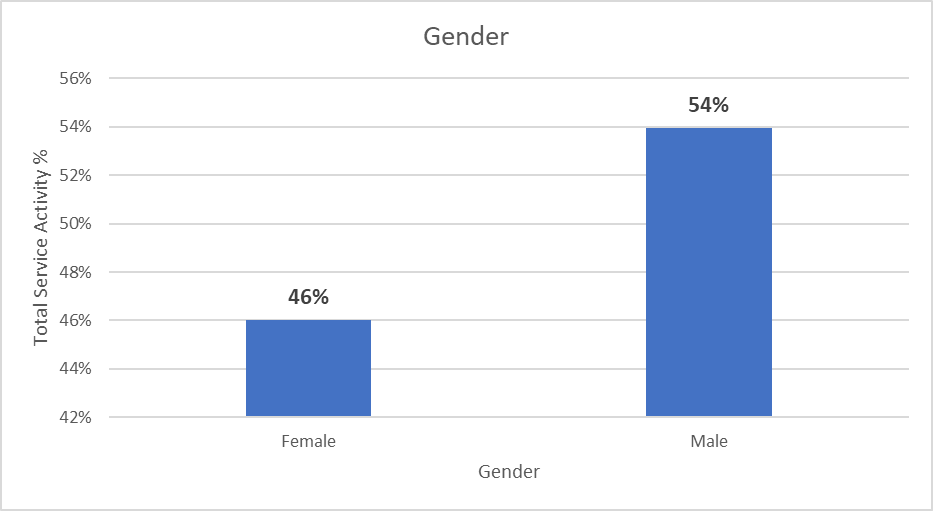 Gender
56%
54%
52%
50%
48%
46%
44%
42%
Total Service Activity %
46%
54%
Female
Male
Gender